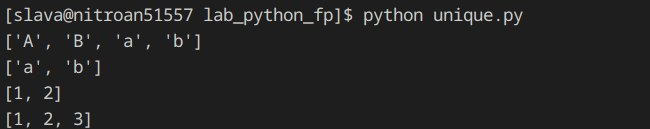 [slava@nitroan51557 lab_python_fp]$ python unique.py
['A', 'B', 'a', 'b']
['a', 'b']
[1, 2]
[1, 2, 3]